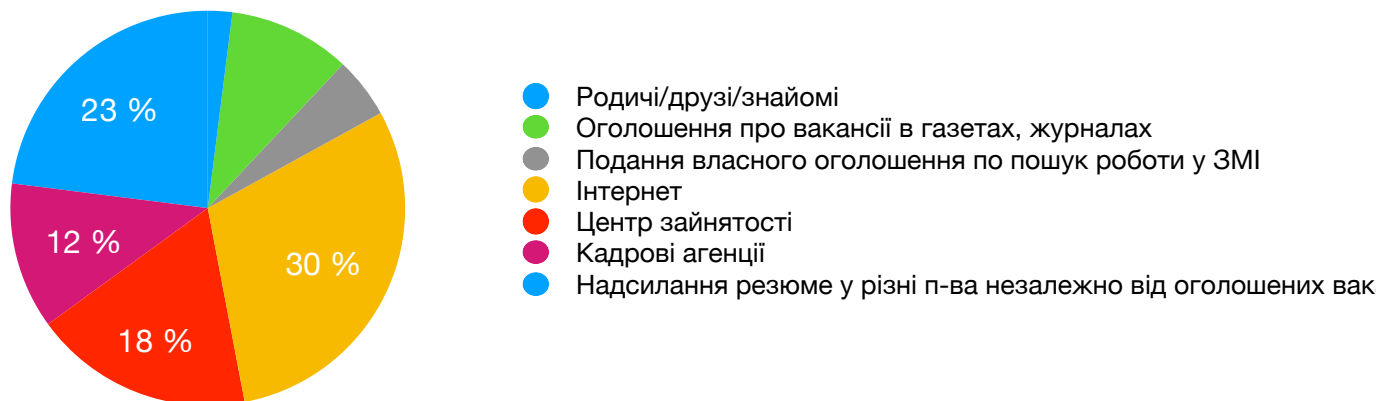 23 %
12 %
18 %
30 %
Родичі/друзі/знайомі
Оголошення про вакансії в газетах, журналах
Подання власного оголошення по пошук роботи у ЗМІ
Інтернет
Центр зайнятості
Кадрові агенції
Надсилання резюме у різні п-ва незалежно від оголошених